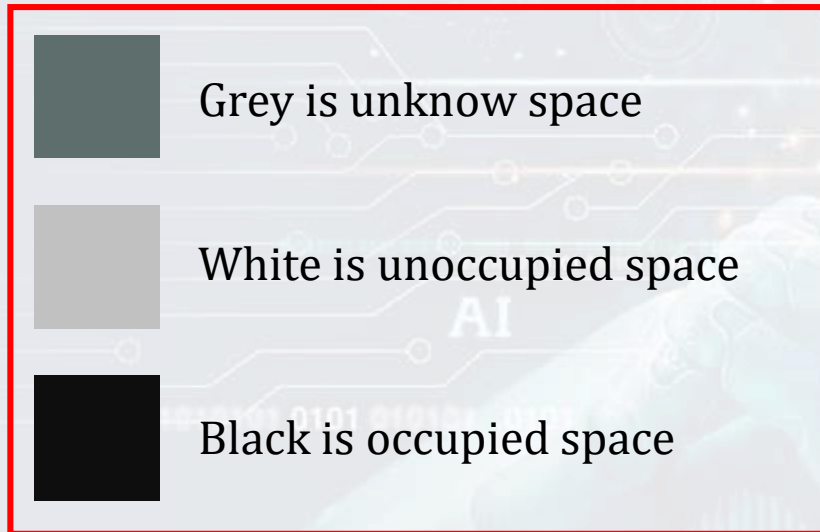 Grey is unknow space
White is unoccupied space
AI
Black is occupied space